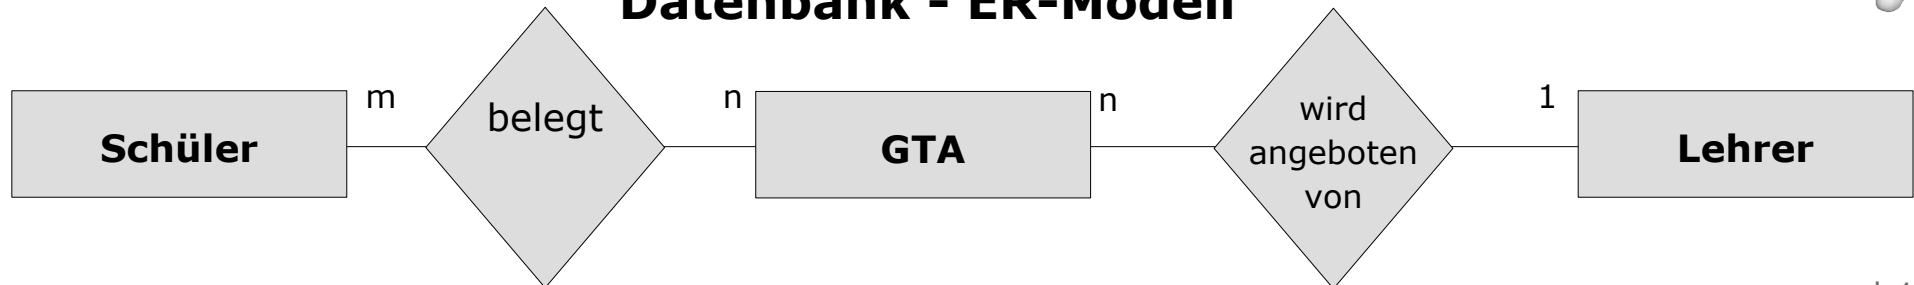 Datenbank - ER-Modell
m
n
n
1
belegt
wird
angeboten
von
Schüler
GTA
Lehrer